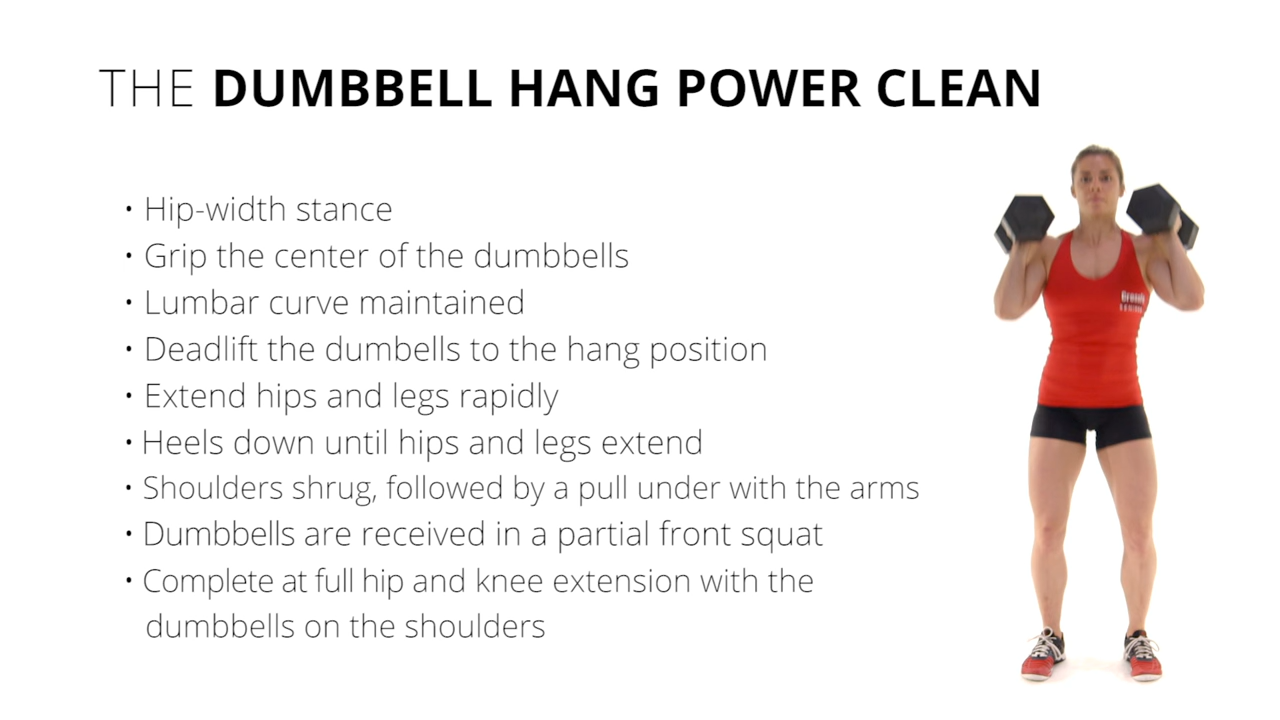 THE DUMBBELL HANG POWER CLEAN
• Hip-width stance
• Grip the center of the dumbbells
• Lumbar curve maintained
• Deadlift the dumbells to the hang position
• Extend hips and legs rapidly
• Heels down until hips and legs extend
• Shoulders shrug, followed by a pull under with the arms
• Dumbbells are received in a partial front squat
• Complete at full hip and knee extension with the
dumbbells on the shoulders